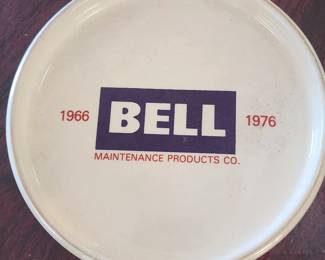 1966 BELL 1976
MAINTENANCE PRODUCTS CO.